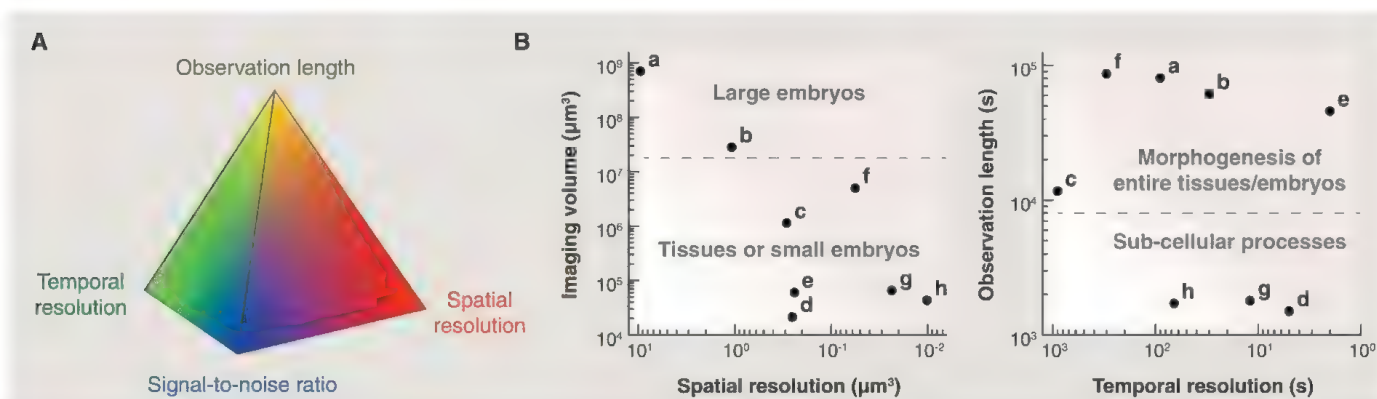 A
Observation length
Temporal
resolution
Spatial
resolution
Signal-to-noise ratio
B
Imaging volume (μm³)
10⁹
10⁸
10⁷
10⁶
10⁵
10⁴
a
b
f
c
e
d
g
h
Large embryos
Tissues or small embryos
10¹
10⁰
10⁻¹
10⁻²
Spatial resolution (μm³)
Observation length (s)
10⁵
10⁴
10³
f
a
b
e
c
h
g
d
Morphogenesis of
entire tissues/embryos
Sub-cellular processes
10³
10²
10¹
10⁰
Temporal resolution (s)